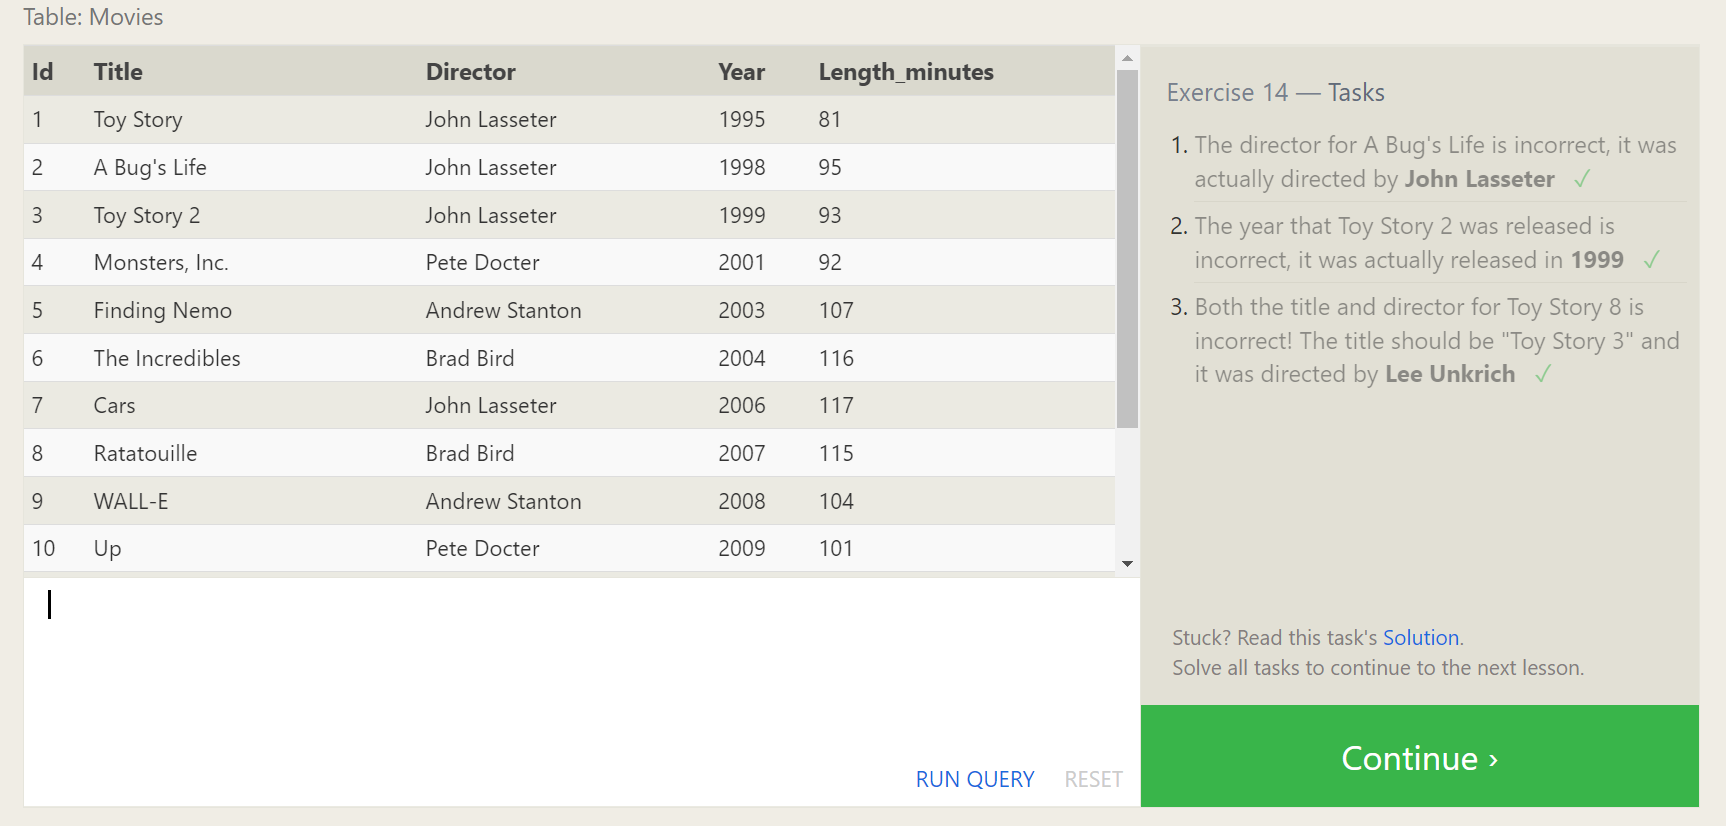 Table: Movies
Id Title Director Year Length_minutes
1 Toy Story John Lasseter 1995 81
2 A Bug's Life John Lasseter 1998 95
3 Toy Story 2 John Lasseter 1999 93
4 Monsters, Inc. Pete Docter 2001 92
5 Finding Nemo Andrew Stanton 2003 107
6 The Incredibles Brad Bird 2004 116
7 Cars John Lasseter 2006 117
8 Ratatouille Brad Bird 2007 115
9 WALL-E Andrew Stanton 2008 104
10 Up Pete Docter 2009 101
RUN QUERY RESET
Exercise 14 — Tasks
1. The director for A Bug's Life is incorrect, it was
actually directed by John Lasseter ✓
2. The year that Toy Story 2 was released is
incorrect, it was actually released in 1999 ✓
3. Both the title and director for Toy Story 8 is
incorrect! The title should be "Toy Story 3" and
it was directed by Lee Unkrich ✓
Stuck? Read this task's Solution.
Solve all tasks to continue to the next lesson.
Continue ›